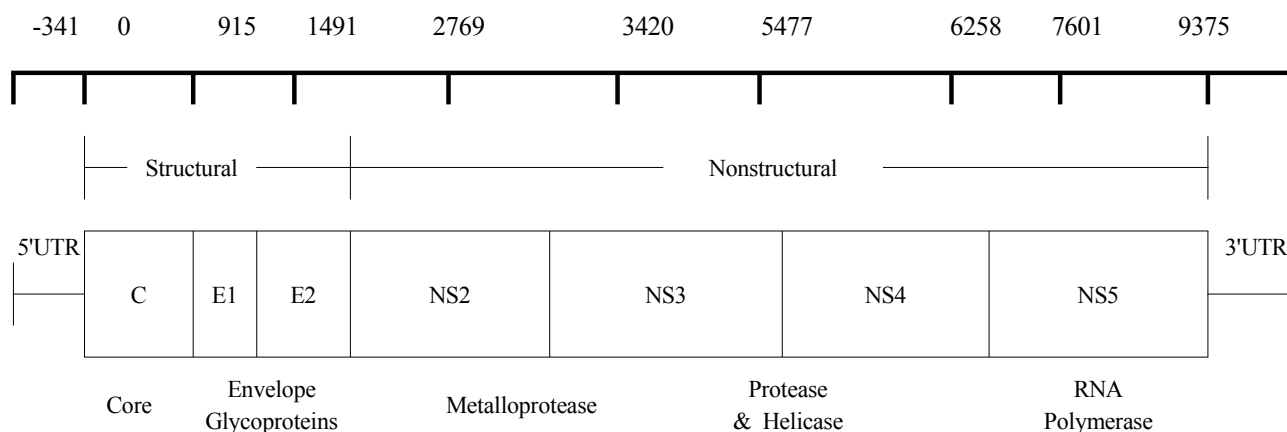 -341 0 915 1491 2769 3420 5477 6258 7601 9375
Structural Nonstructural
5'UTR 3'UTR
C E1 E2 NS2 NS3 NS4 NS5
Core
Envelope
Glycoproteins
Metalloprotease
Protease
& Helicase
RNA
Polymerase